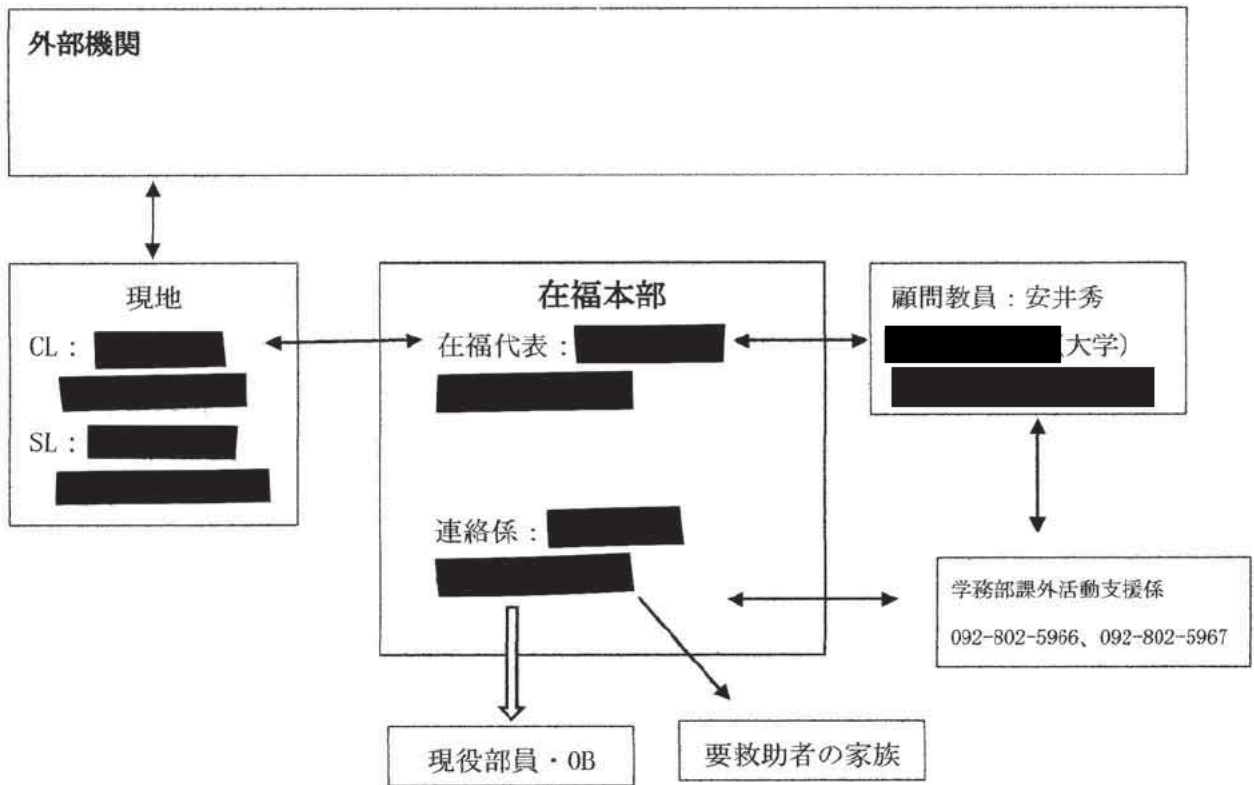 外部機関
現地
CL:
SL:
在福本部
在福代表:
連絡係:
顧問教員:安井秀
(大学)
学務部課外活動支援係
092-802-5966、092-802-5967
現役部員・OB
要救助者の家族